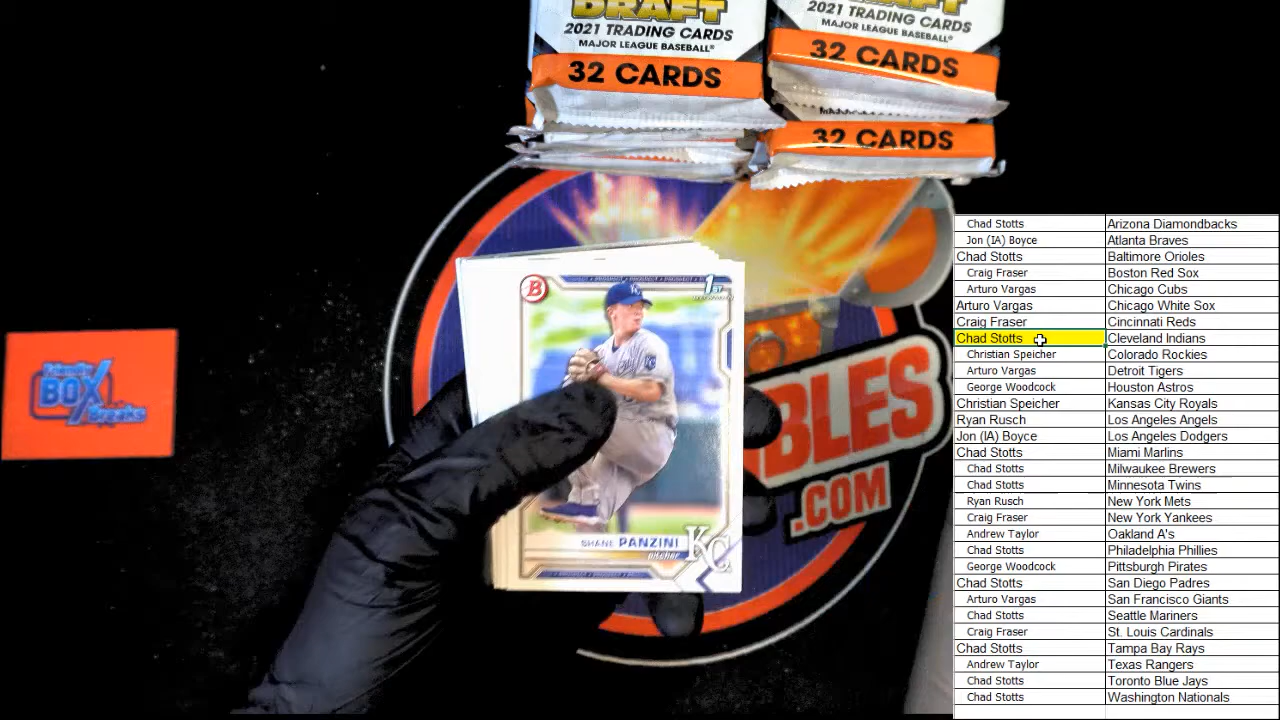 DRAFT
2021 TRADING CARDS
MAJOR LEAGUE BASEBALL®
32 CARDS
DRAFT
2021 TRADING CARDS
MAJOR LEAGUE BASEBALL®
32 CARDS
32 CARDS
B
1ST
KC
SHANE PANZINI
pitcher
KC
BOX
Breaks
BLES
.COM
Chad Stotts Arizona Diamondbacks
Jon (IA) Boyce Atlanta Braves
Chad Stotts Baltimore Orioles
Craig Fraser Boston Red Sox
Arturo Vargas Chicago Cubs
Arturo Vargas Chicago White Sox
Craig Fraser Cincinnati Reds
Chad Stotts Cleveland Indians
Christian Speicher Colorado Rockies
Arturo Vargas Detroit Tigers
George Woodcock Houston Astros
Christian Speicher Kansas City Royals
Ryan Rusch Los Angeles Angels
Jon (IA) Boyce Los Angeles Dodgers
Chad Stotts Miami Marlins
Chad Stotts Milwaukee Brewers
Chad Stotts Minnesota Twins
Ryan Rusch New York Mets
Craig Fraser New York Yankees
Andrew Taylor Oakland A's
Chad Stotts Philadelphia Phillies
George Woodcock Pittsburgh Pirates
Chad Stotts San Diego Padres
Arturo Vargas San Francisco Giants
Chad Stotts Seattle Mariners
Craig Fraser St. Louis Cardinals
Chad Stotts Tampa Bay Rays
Andrew Taylor Texas Rangers
Chad Stotts Toronto Blue Jays
Chad Stotts Washington Nationals